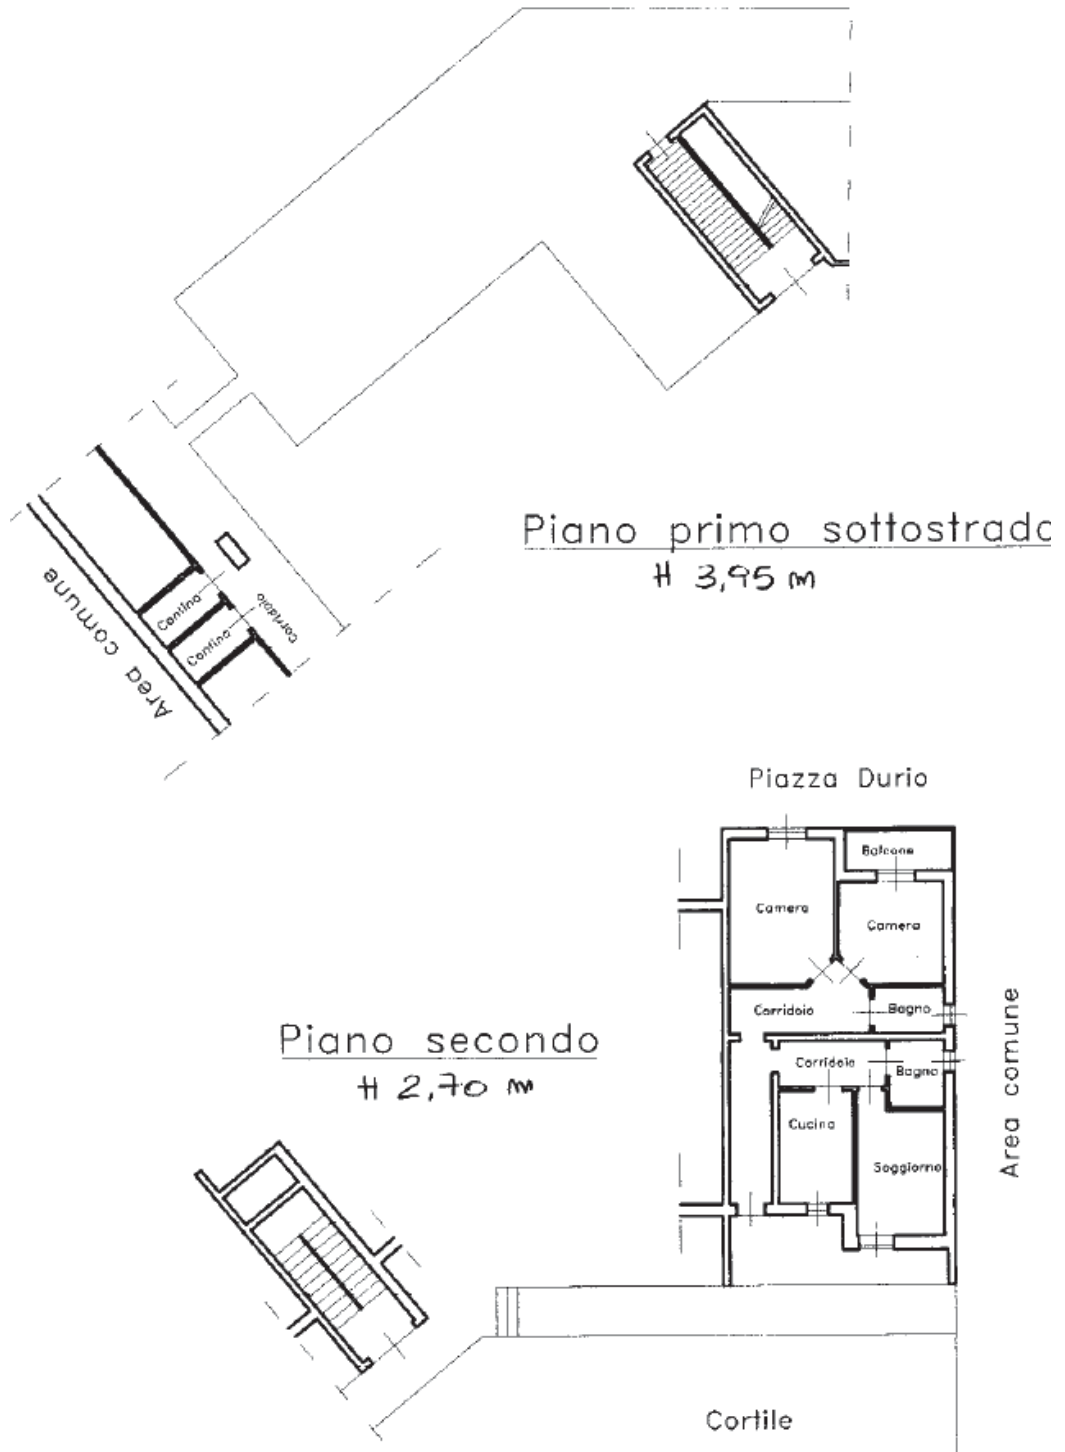 Piano primo sottostrada
H 3,95 m
Cantina
Cantina
Corridoio
Area comune
Piazza Durio
Balcone
Camera
Camera
Corridoio
Bagno
Piano secondo
H 2,70 m
Corridoio
Bagno
Cucina
Soggiorno
Area comune
Cortile